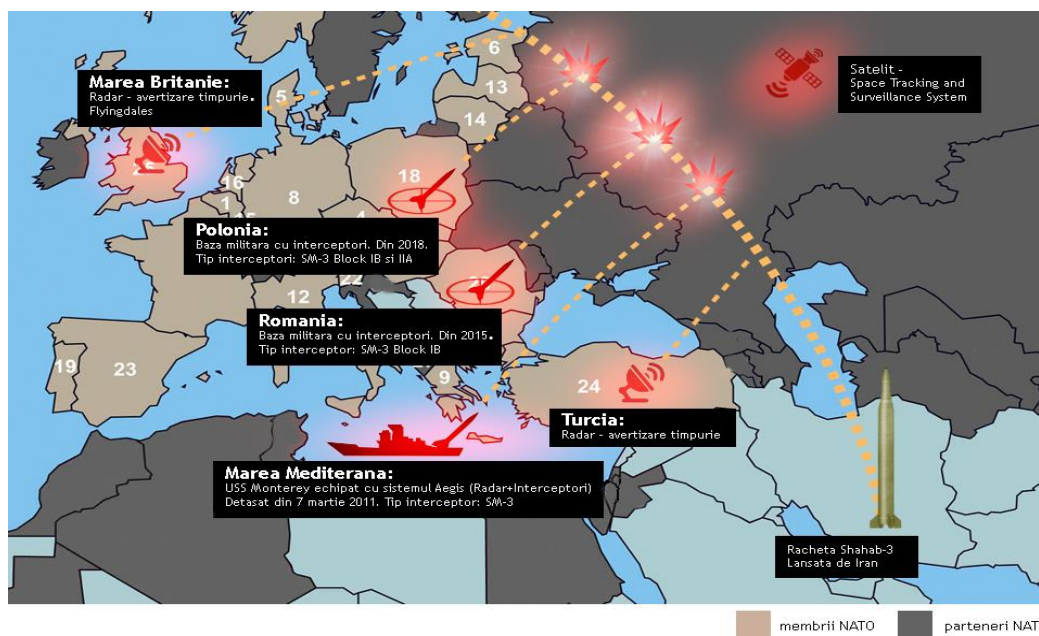 6
Marea Britanie:
Radar - avertizare timpurie.
Flyingdales
5
Satelit -
Space Tracking and
Surveillance System
13
14
16
18
1
8
Polonia:
Baza militara cu interceptori. Din 2018.
Tip interceptori: SM-3 Block IB si IIA
22
12
Romania:
Baza militara cu interceptori. Din 2015.
Tip interceptor: SM-3 Block IB
19
23
9
24
Turcia:
Radar - avertizare timpurie
Marea Mediterana:
USS Monterey echipat cu sistemul Aegis (Radar+Interceptori)
Detasat din 7 martie 2011. Tip interceptor: SM-3
Racheta Shahab-3
Lansata de Iran
membrii NATO
parteneri NAT